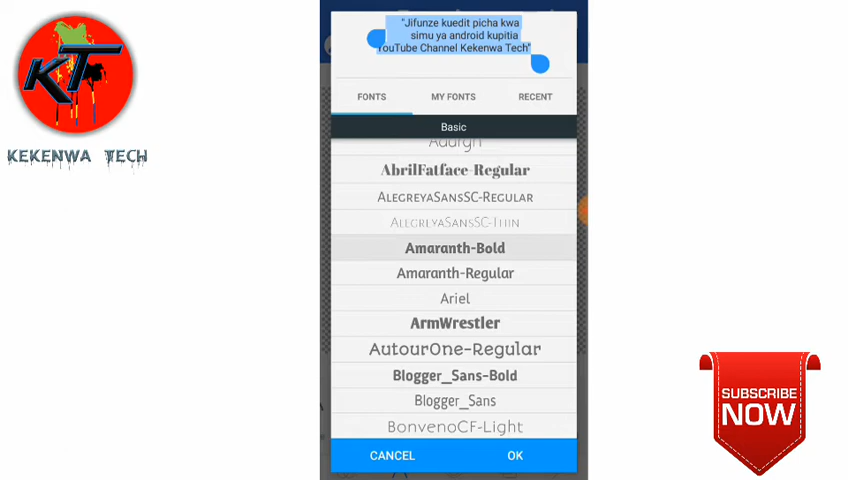 KT
KEKENWA TECH
"Jifunze kuedit picha kwa
simu ya android kupitia
YouTube Channel Kekenwa Tech"
FONTS
MY FONTS
RECENT
Basic
AbrilFatface-Regular
AlegreyaSansSC-Regular
AlegreyaSansSC-Thin
Amaranth-Bold
Amaranth-Regular
Ariel
ArmWrestler
AutourOne-Regular
Blogger_Sans-Bold
Blogger_Sans
BonvenoCF-Light
CANCEL
OK
SUBSCRIBE
NOW